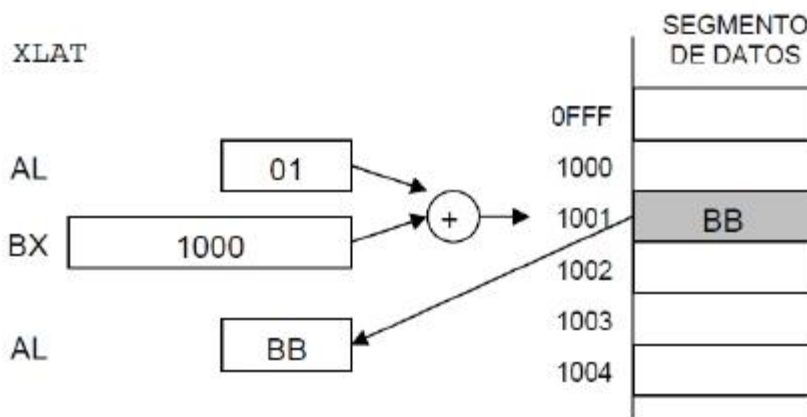 XLAT
SEGMENTO
DE DATOS
0FFF
AL 01 1000
BX 1000 + 1001 BB
1002
1003
AL BB
1004